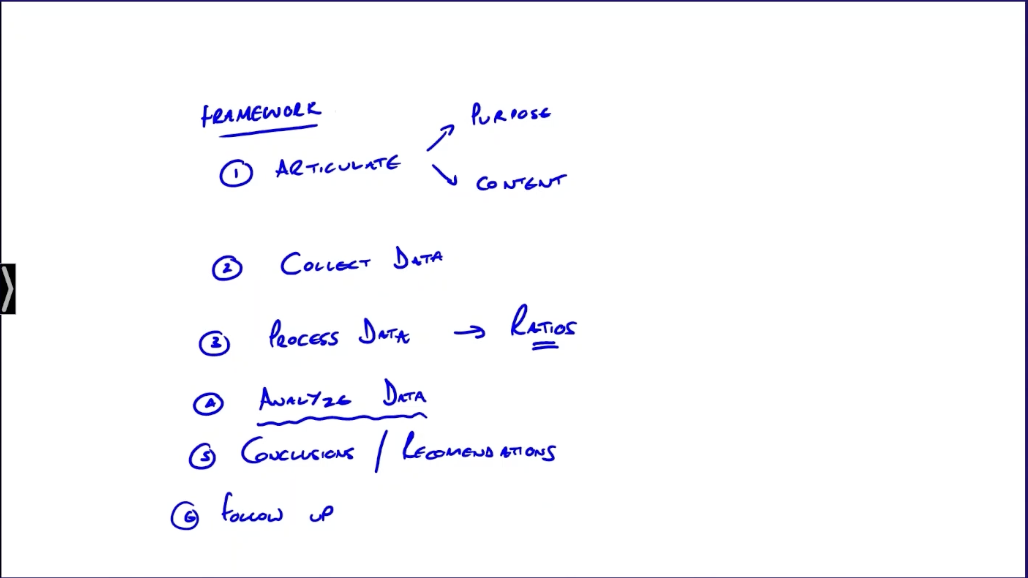 FRAMEWORK
① ARTICULATE
PURPOSE
CONTENT
② COLLECT DATA
③ PROCESS DATA → RATIOS
④ ANALYZE DATA
⑤ CONCLUSIONS / RECOMENDATIONS
⑥ FOLLOW UP